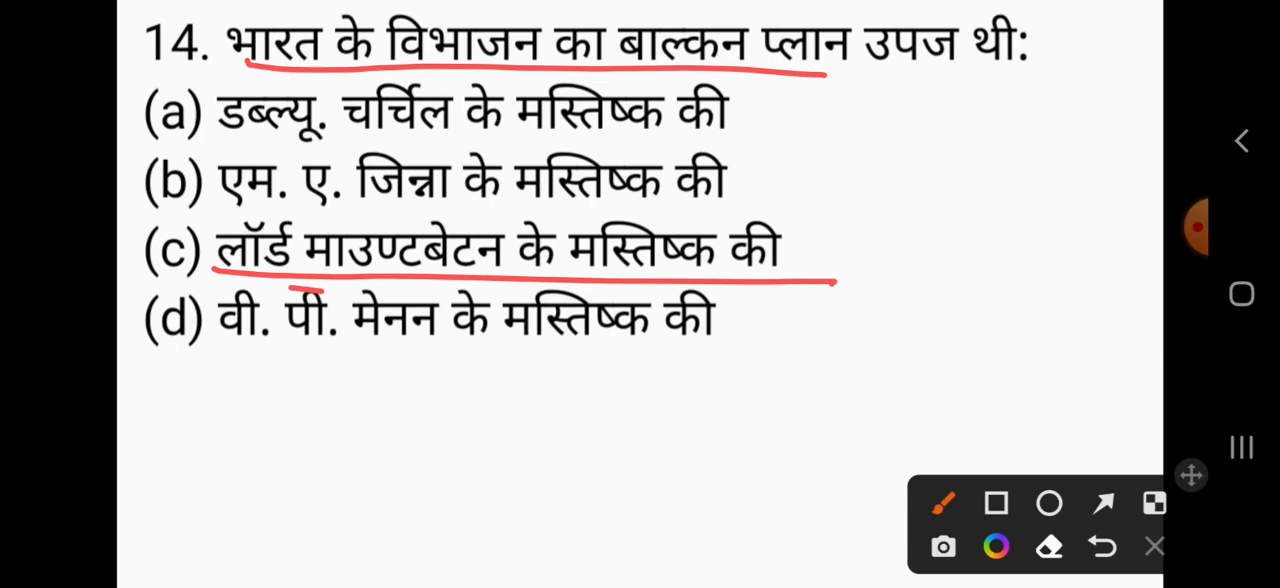 14. भारत के विभाजन का बाल्कन प्लान उपज थी:
(a) डब्ल्यू. चर्चिल के मस्तिष्क की
(b) एम. ए. जिन्ना के मस्तिष्क की
(c) लॉर्ड माउण्टबेटन के मस्तिष्क की
(d) वी. पी. मेनन के मस्तिष्क की